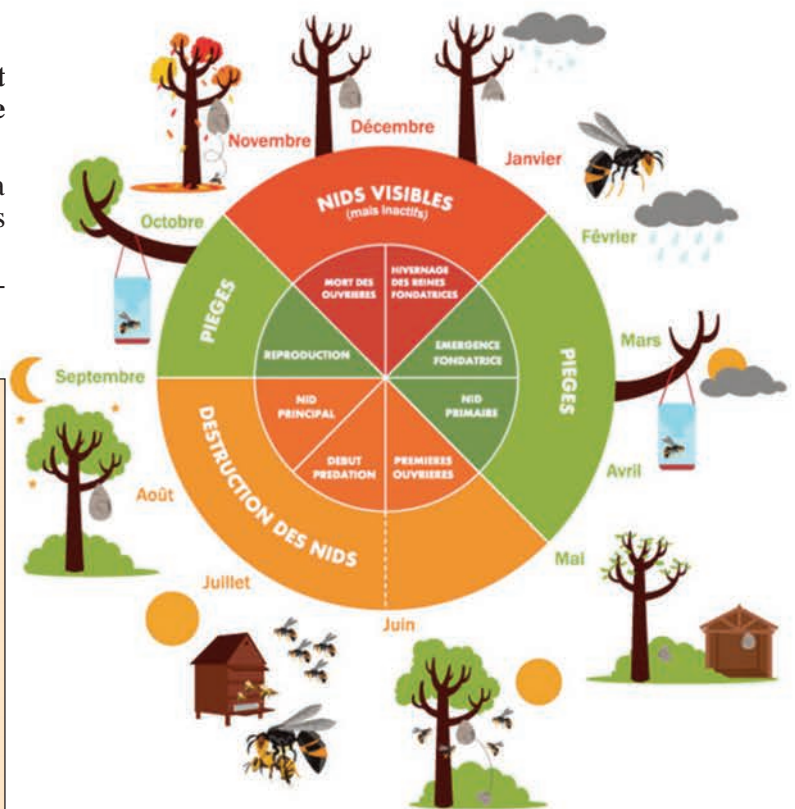 t
e
a
s
-
Novembre
Décembre
Janvier
Octobre
Février
NIDS VISIBLES
(mais inactifs)
PIEGES
MORT DES
OUVRIERES
HIVERNAGE
DES REINES
FONDATRICES
REPRODUCTION
EMERGENCE
FONDATRICE
Mars
PIEGES
Septembre
NID
PRINCIPAL
NID
PRIMAIRE
DEBUT
PREDATION
PREMIERES
OUVRIERES
DESTRUCTION DES NIDS
Août
Avril
Mai
Juillet
Juin